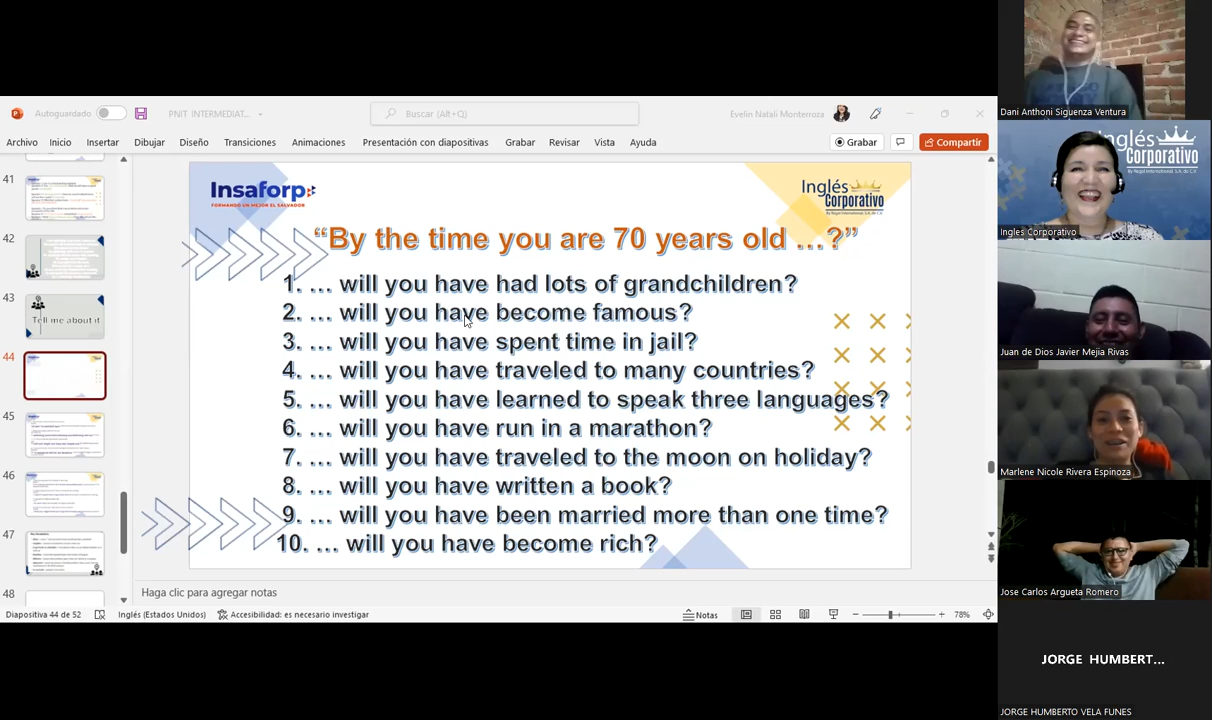 Autoguardado
PNIT INTERMEDIAT...
Buscar (Alt+Q)
Evelin Natali Monterroza
Archivo Inicio Insertar Dibujar Diseño Transiciones Animaciones Presentación con diapositivas Grabar Revisar Vista Ayuda
Grabar
Compartir
41
42
43
Tell me about it
44
45
46
47
48
Insaforp
FORMANDO UN MEJOR EL SALVADOR
Inglés
Corporativo
By Regal International, S.A. de C.V.
“By the time you are 70 years old ...?”
1. ... will you have had lots of grandchildren?
2. ... will you have become famous?
3. ... will you have spent time in jail?
4. ... will you have traveled to many countries?
5. ... will you have learned to speak three languages?
6. ... will you have run in a marathon?
7. ... will you have traveled to the moon on holiday?
8. ... will you have written a book?
9. ... will you have been married more than one time?
10. ... will you have become rich?
Haga clic para agregar notas
Diapositiva 44 de 52
Inglés (Estados Unidos)
Accesibilidad: es necesario investigar
Notas
78%
Dani Anthoni Siguenza Ventura
Inglés
Corporativo
Ingles Corporativo
Juan de Dios Javier Mejia Rivas
Marlene Nicole Rivera Espinoza
Jose Carlos Argueta Romero
JORGE HUMBERT...
JORGE HUMBERTO VELA FUNES